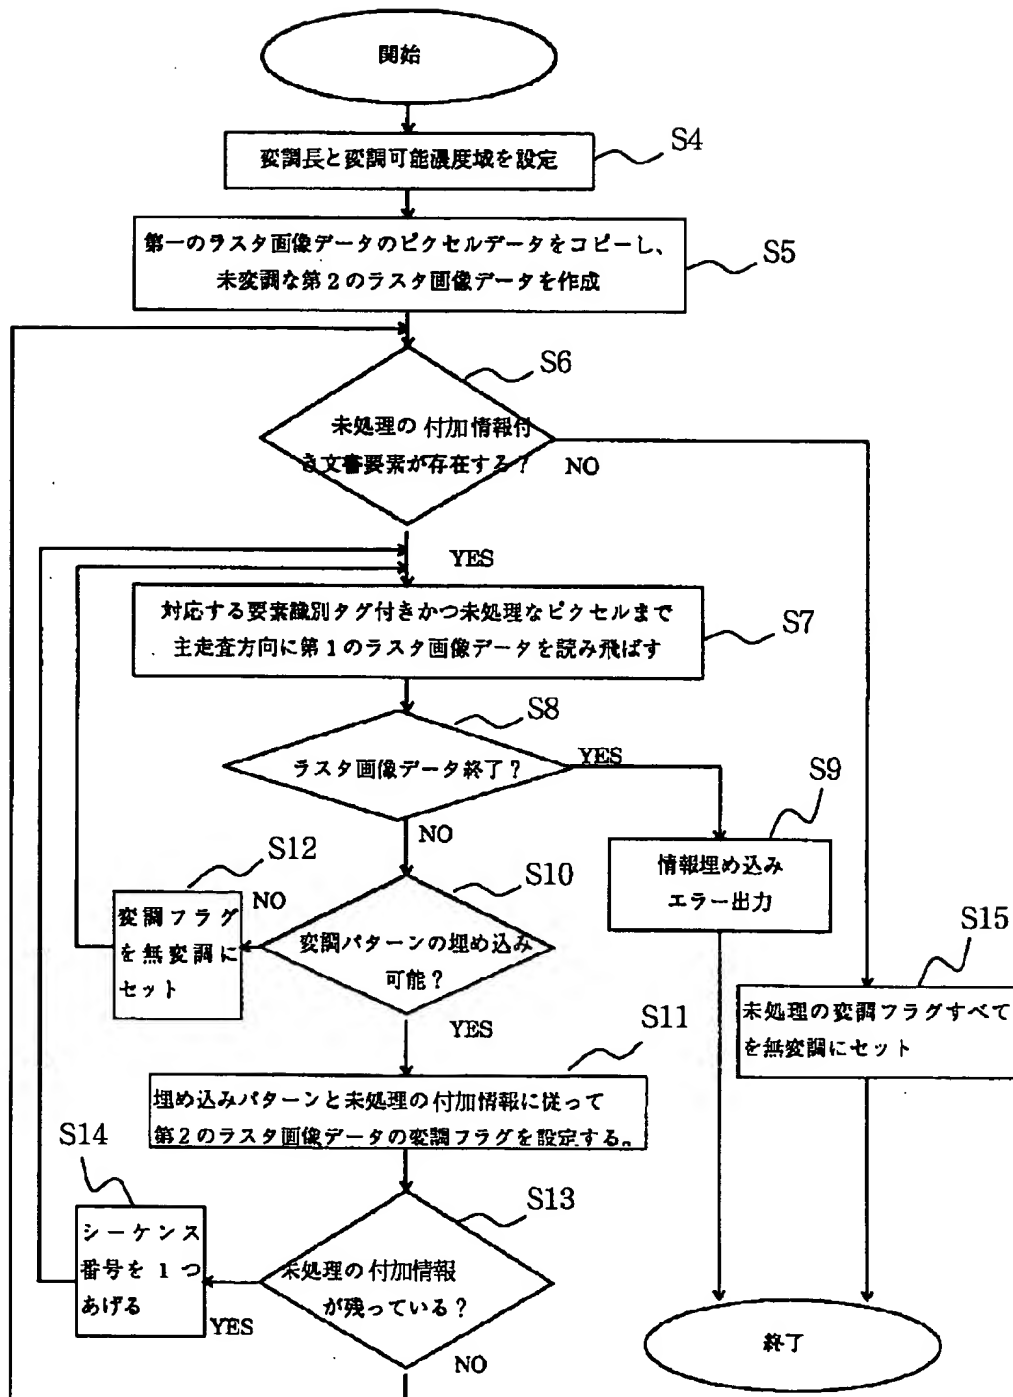 開始
変調長と変調可能濃度域を設定
S4
第一のラスタ画像データのピクセルデータをコピーし、
未変調な第2のラスタ画像データを作成
S5
S6
未処理の付加情報付
き文書要素が存在する?
NO
YES
対応する要素識別タグ付きかつ未処理なピクセルまで
主走査方向に第1のラスタ画像データを読み飛ばす
S7
S8
ラスタ画像データ終了?
YES
S9
NO
情報埋め込み
エラー出力
S12
NO
S10
変調フラグ
を無変調に
セット
変調パターンの埋め込み
可能?
S15
YES
未処理の変調フラグすべて
を無変調にセット
S11
埋め込みパターンと未処理の付加情報に従って
第2のラスタ画像データの変調フラグを設定する。
S14
S13
シーケンス
番号を1つ
あげる
YES
未処理の付加情報
が残っている?
NO
終了